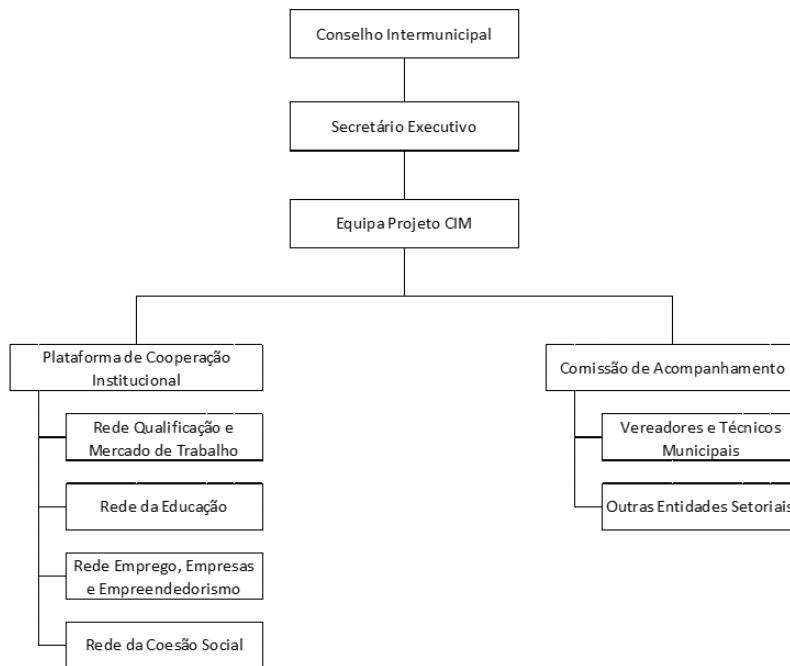 Conselho Intermunicipal
Secretário Executivo
Equipa Projeto CIM
Plataforma de Cooperação
Institucional
Rede Qualificação e
Mercado de Trabalho
Rede da Educação
Rede Emprego, Empresas
e Empreendedorismo
Rede da Coesão Social
Comissão de Acompanhamento
Vereadores e Técnicos
Municipais
Outras Entidades Setoriais